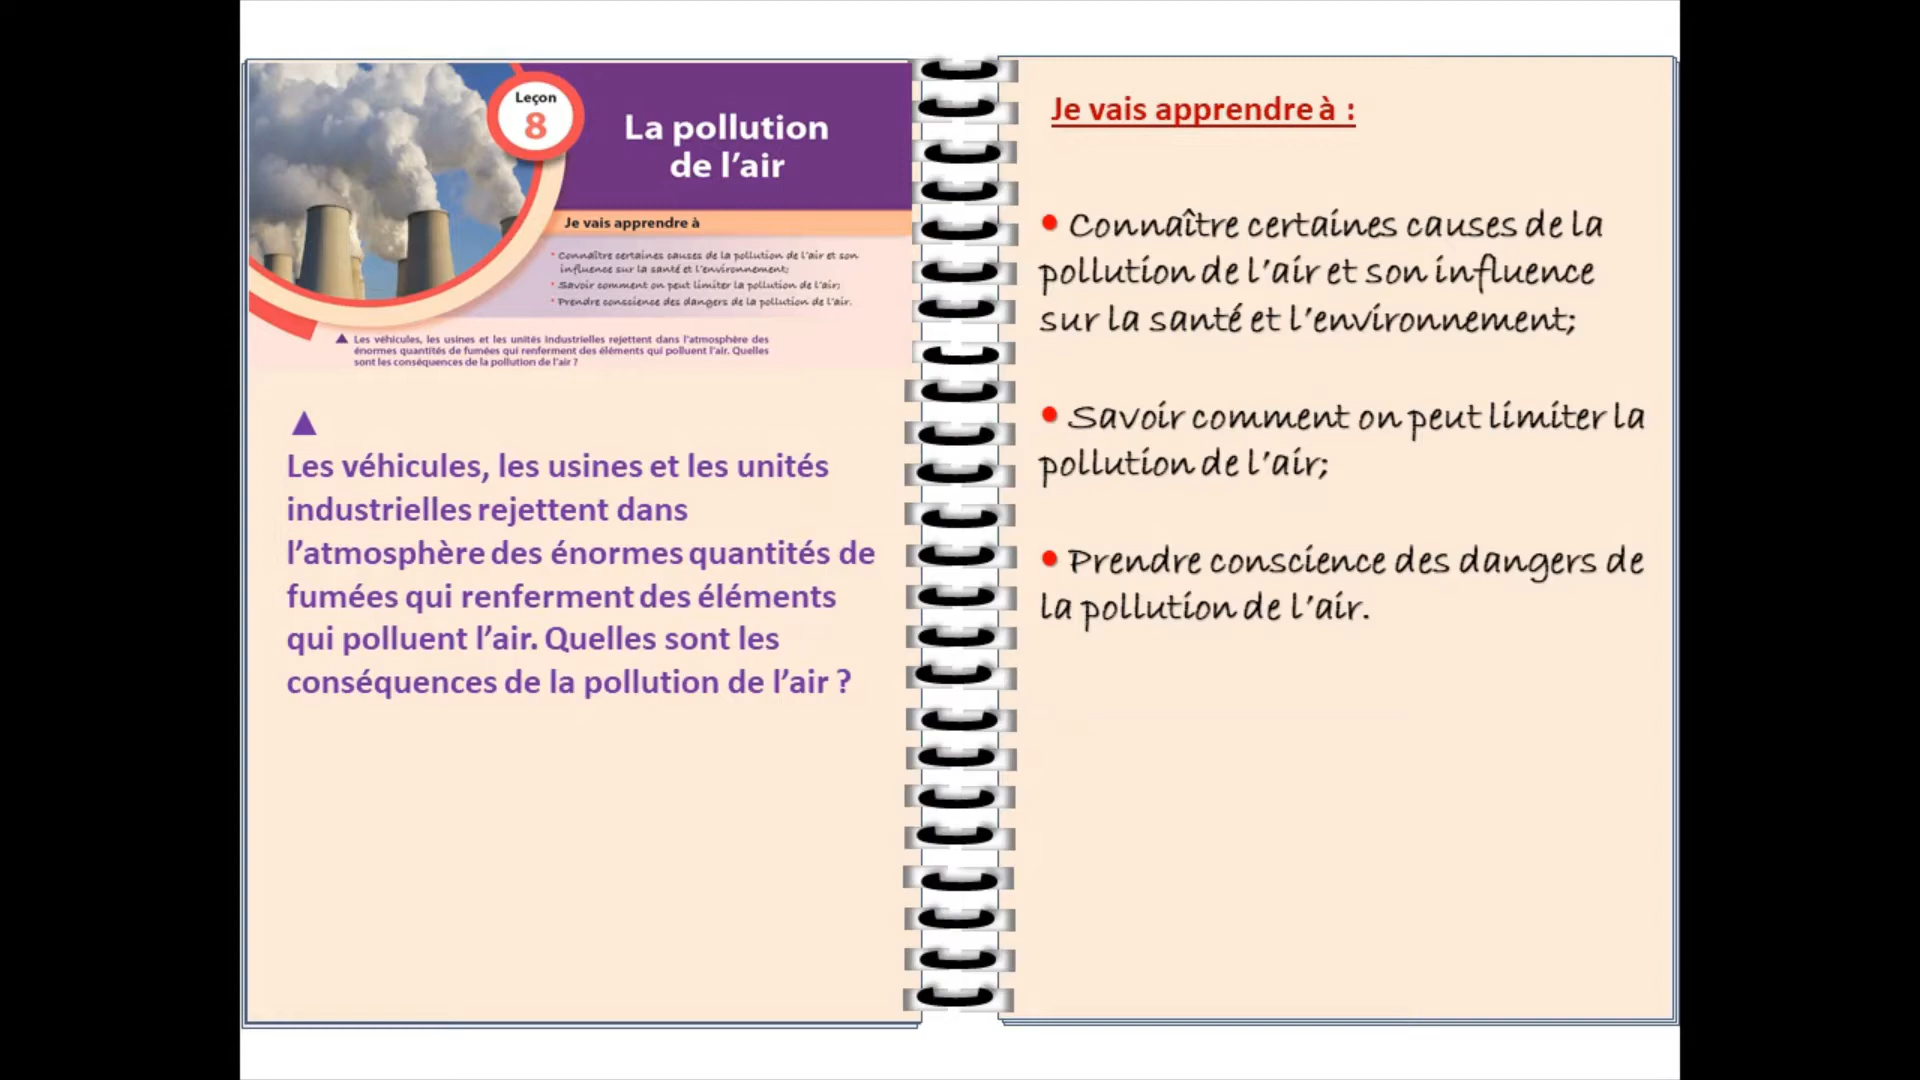 Leçon
8
La pollution
de l’air
Je vais apprendre à
• Connaître certaines causes de la pollution de l’air et son
influence sur la santé et l’environnement;
• Savoir comment on peut limiter la pollution de l’air;
• Prendre conscience des dangers de la pollution de l’air.
▲ Les véhicules, les usines et les unités industrielles rejettent dans l’atmosphère des
énormes quantités de fumées qui renferment des éléments qui polluent l’air. Quelles
sont les conséquences de la pollution de l’air ?
▲
Les véhicules, les usines et les unités
industrielles rejettent dans
l’atmosphère des énormes quantités de
fumées qui renferment des éléments
qui polluent l’air. Quelles sont les
conséquences de la pollution de l’air ?
Je vais apprendre à :
• Connaître certaines causes de la
pollution de l’air et son influence
sur la santé et l’environnement;
• Savoir comment on peut limiter la
pollution de l’air;
• Prendre conscience des dangers de
la pollution de l’air.